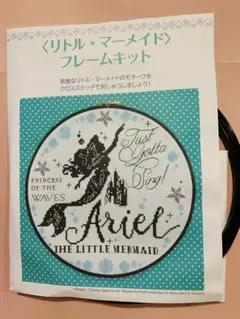 〈リトル・マーメイド〉
フレームキット
素敵なリトル・マーメイドのモチーフを
クロスステッチで刺しゅうしましょう!
Just
Gotta
Sing!
PRINCESS
OF THE
WAVES
Ariel
THE LITTLE MERMAID